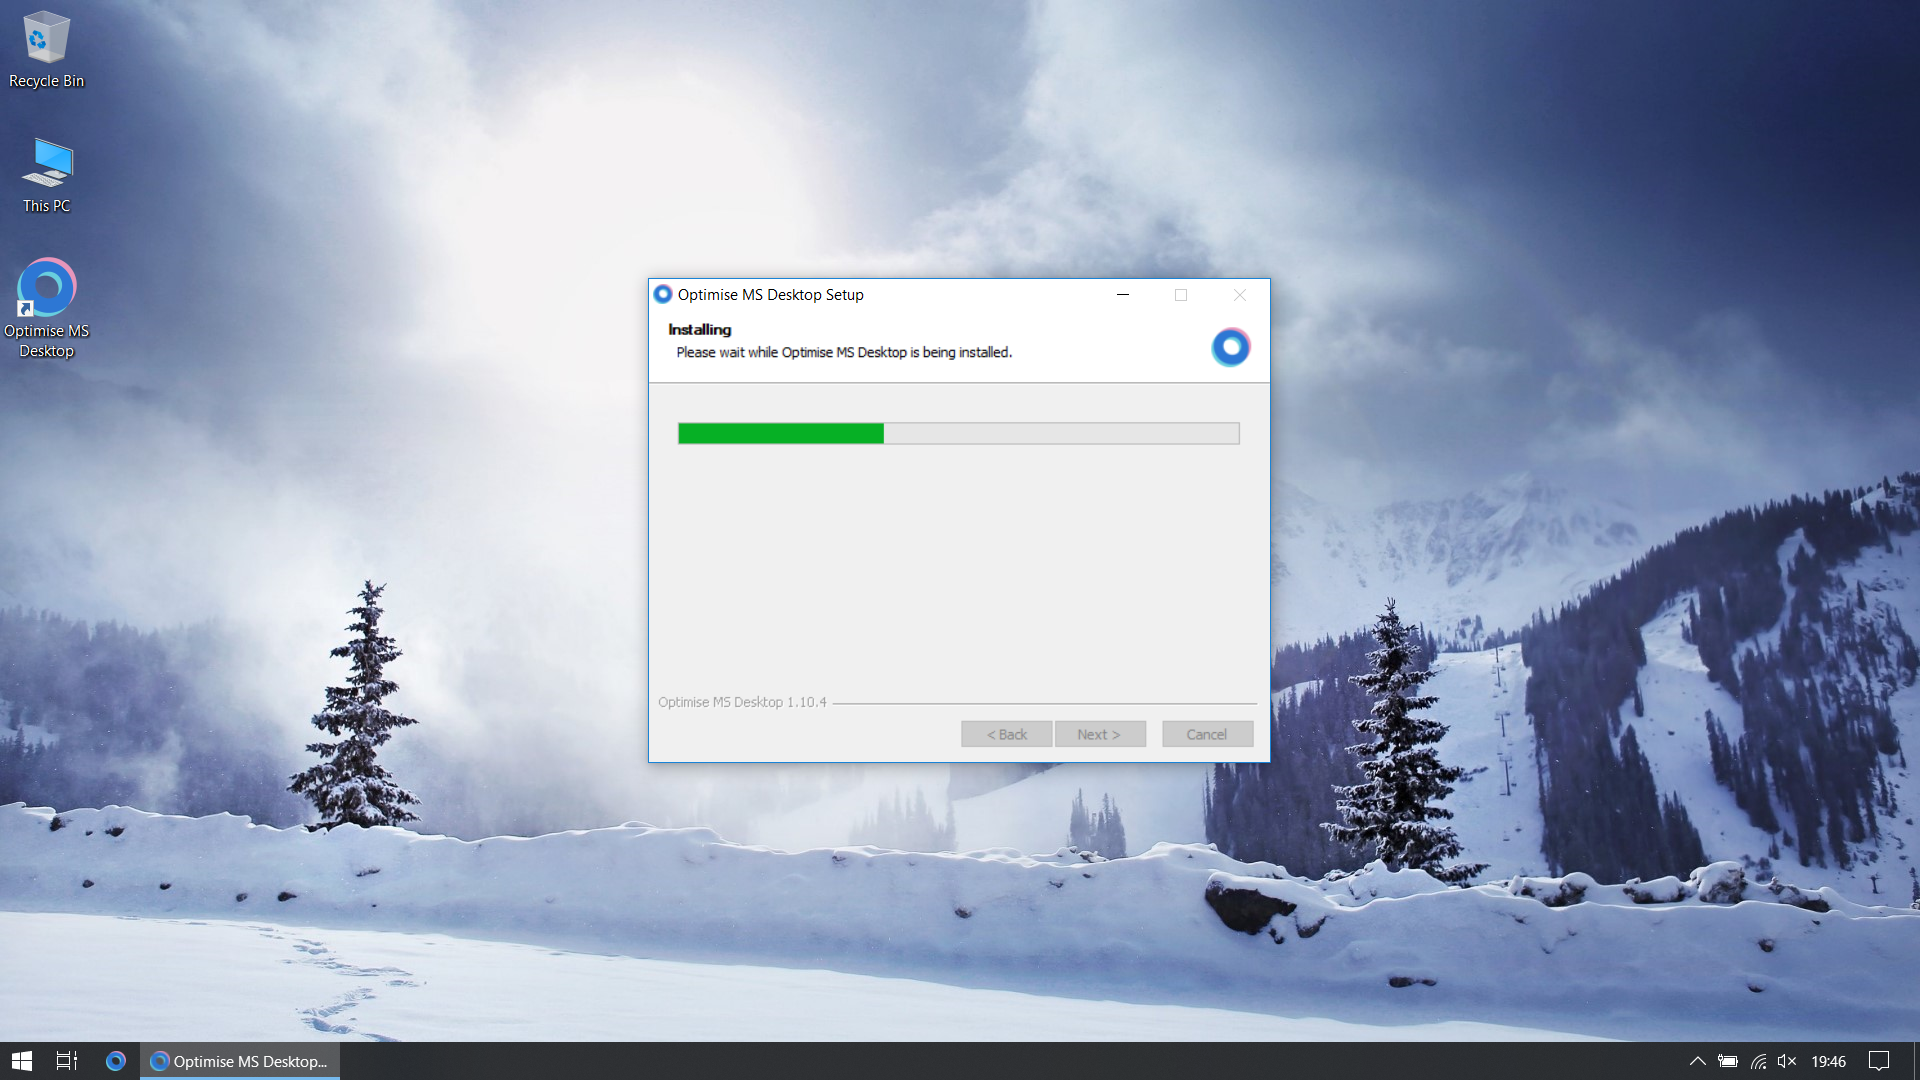 Recycle Bin
This PC
Optimise MS
Desktop
Optimise MS Desktop Setup
Installing
Please wait while Optimise MS Desktop is being installed.
Optimise MS Desktop 1.10.4
< Back
Next >
Cancel
Optimise MS Desktop...
19:46